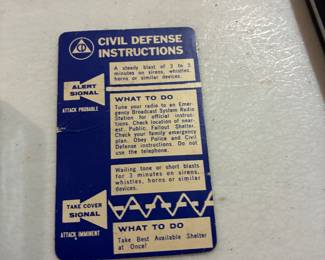 CD
CIVIL DEFENSE
INSTRUCTIONS
A steady blast of 3 to 3
minutes on sirens, whistles,
horns or similar devices.
ALERT
SIGNAL
ATTACK PROBABLE
WHAT TO DO
Tune your radio to an Emer-
gency Broadcast System Radio
Station for official instruc-
tions. Check location of near-
est Public Fallout Shelter.
Check your family emergency
plan. Obey Police and Civil
Defense instructions. Do not
use the telephone.
Wailing tone or short blasts
for 3 minutes on sirens,
whistles, horns or similar
devices.
TAKE COVER
SIGNAL
ATTACK IMMINENT
WHAT TO DO
Take Best Available Shelter
at Once!